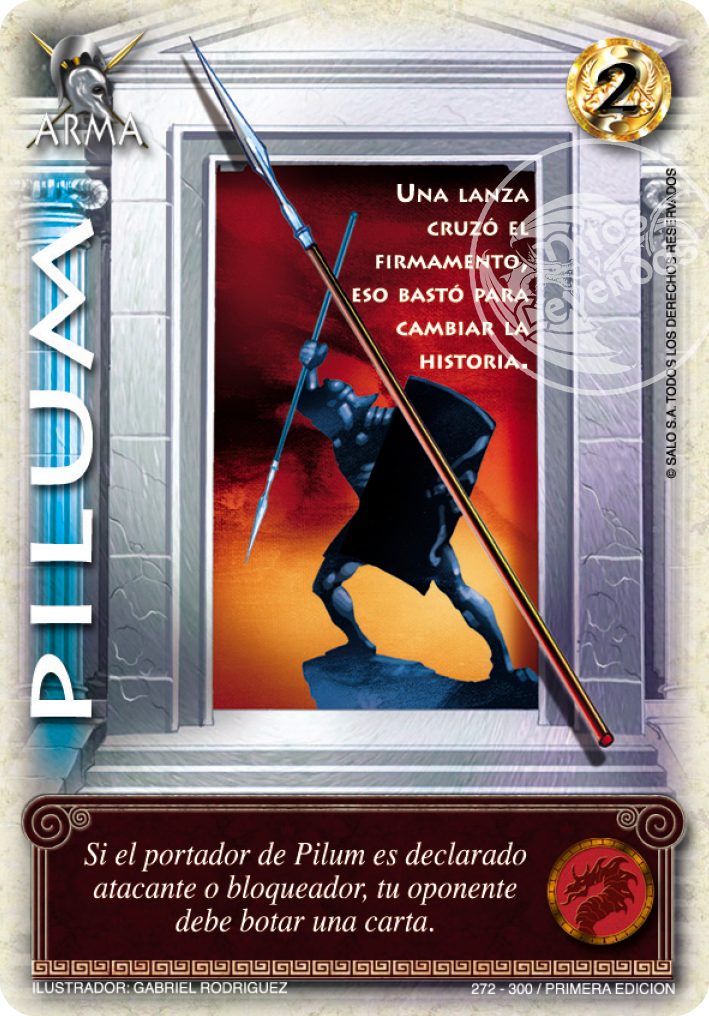 ARMA
2
PILUM
UNA LANZA
CRUZÓ EL
FIRMAMENTO,
ESO BASTÓ PARA
CAMBIAR LA
HISTORIA.
Mitos
y
Leyendas
© SALO S.A. TODOS LOS DERECHOS RESERVADOS
Si el portador de Pilum es declarado
atacante o bloqueador, tu oponente
debe botar una carta.
ILUSTRADOR: GABRIEL RODRIGUEZ
272 - 300 / PRIMERA EDICION